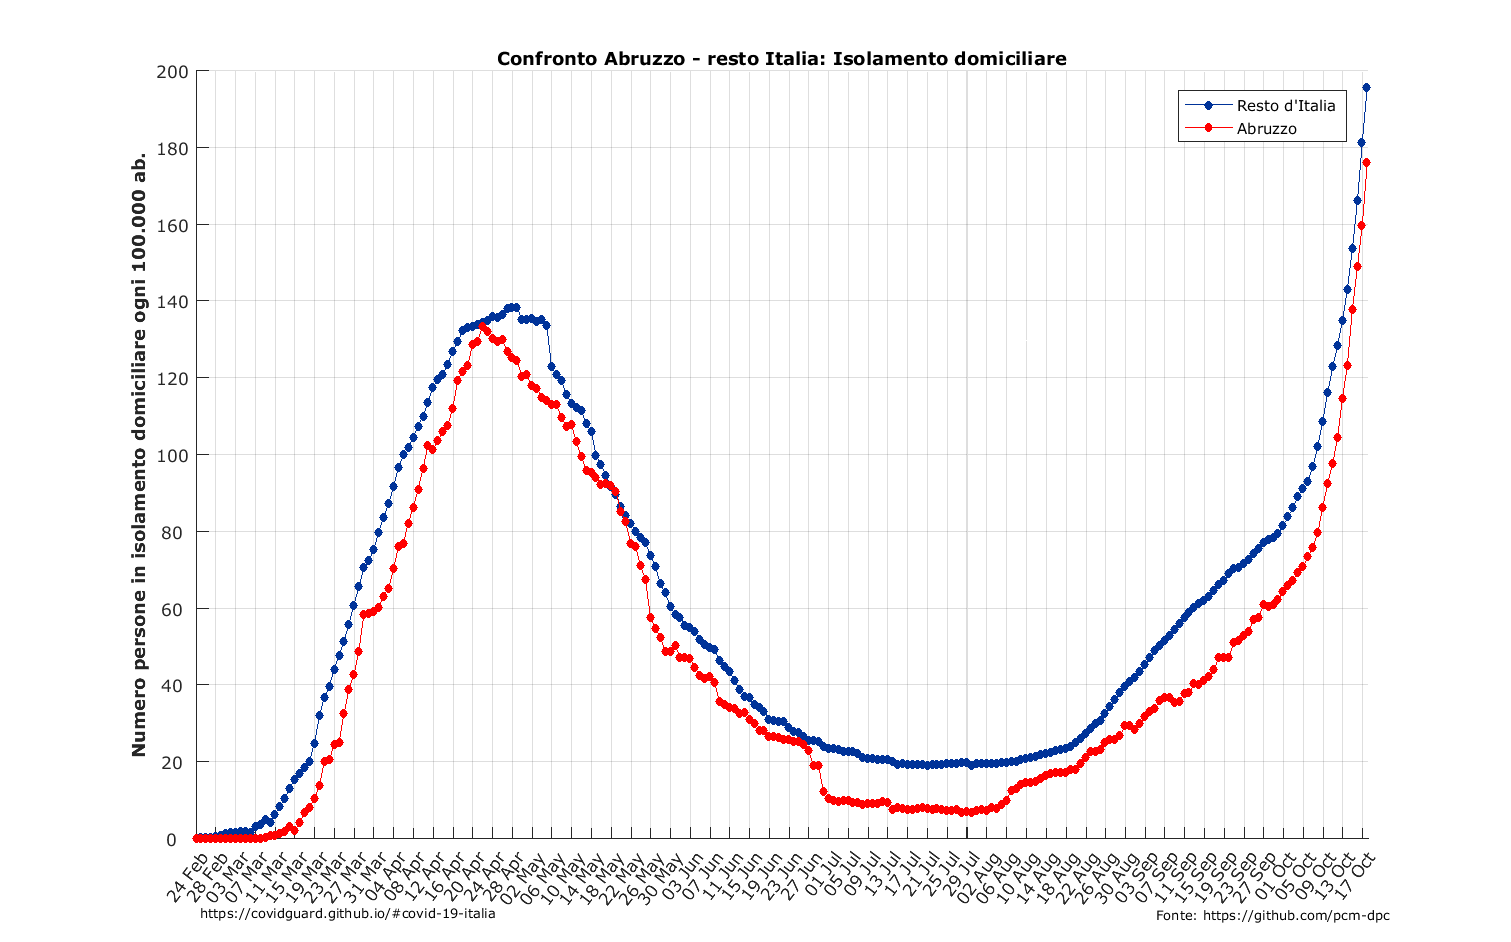 Confronto Abruzzo - resto Italia: Isolamento domiciliare
Numero persone in isolamento domiciliare ogni 100.000 ab.
200
180
160
140
120
100
80
60
40
20
0
Resto d'Italia
Abruzzo
24 Feb
28 Feb
03 Mar
07 Mar
11 Mar
15 Mar
19 Mar
23 Mar
27 Mar
31 Mar
04 Apr
08 Apr
12 Apr
16 Apr
20 Apr
24 Apr
28 Apr
02 May
06 May
10 May
14 May
18 May
22 May
26 May
30 May
03 Jun
07 Jun
11 Jun
15 Jun
19 Jun
23 Jun
27 Jun
01 Jul
05 Jul
09 Jul
13 Jul
17 Jul
21 Jul
25 Jul
29 Jul
02 Aug
06 Aug
10 Aug
14 Aug
18 Aug
22 Aug
26 Aug
30 Aug
03 Sep
07 Sep
11 Sep
15 Sep
19 Sep
23 Sep
27 Sep
01 Oct
05 Oct
09 Oct
13 Oct
17 Oct
https://covidguard.github.io/#covid-19-italia
Fonte: https://github.com/pcm-dpc